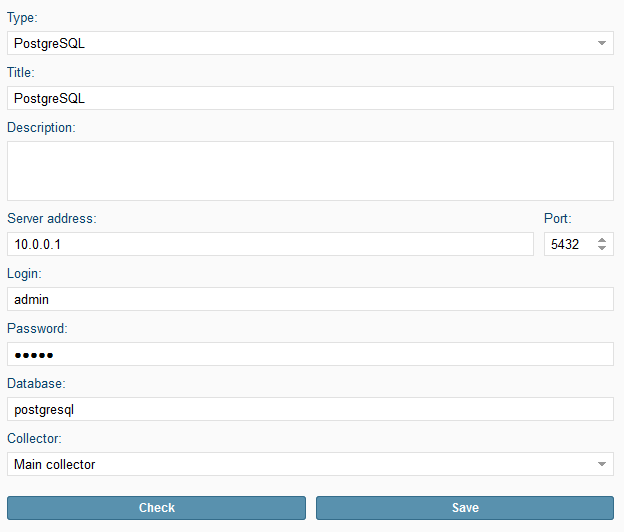 Type:
PostgreSQL
Title:
PostgreSQL
Description:
Server address: Port:
10.0.0.1 5432
Login:
admin
Password:
●●●●●
Database:
postgresql
Collector:
Main collector
Check Save